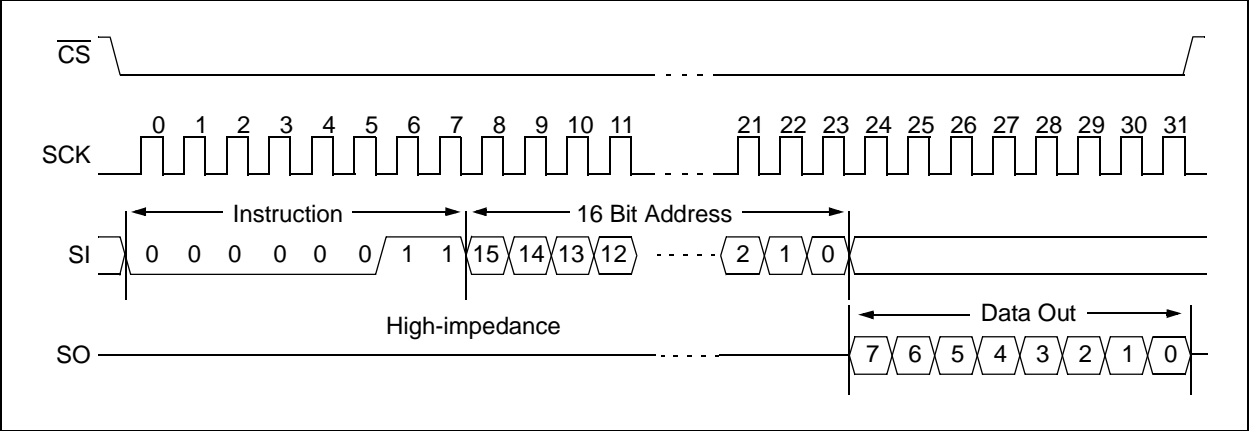 CS
0 1 2 3 4 5 6 7 8 9 10 11 21 22 23 24 25 26 27 28 29 30 31
SCK
Instruction 16 Bit Address
SI 0 0 0 0 0 0 1 1 15 14 13 12 2 1 0
High-impedance Data Out
SO 7 6 5 4 3 2 1 0